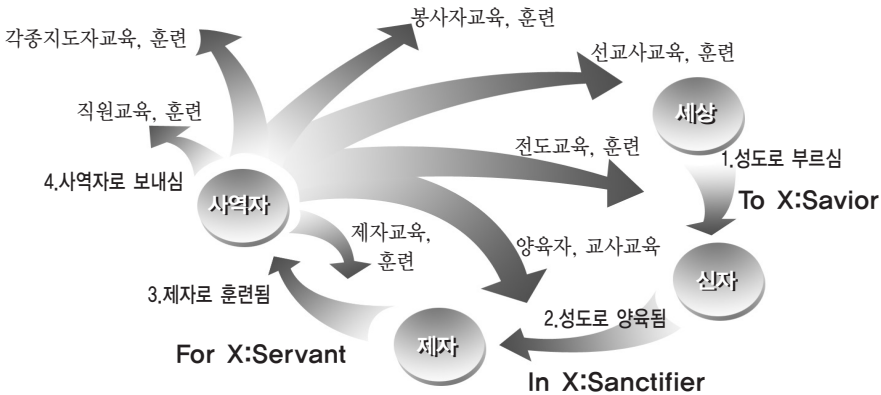 봉사자교육, 훈련
각종지도자교육, 훈련
선교사교육, 훈련
직원교육, 훈련
세상
전도교육, 훈련
1.성도로 부르심
4.사역자로 보내심
To X:Savior
사역자
제자교육,
훈련
양육자, 교사교육
신자
3.제자로 훈련됨
2.성도로 양육됨
제자
For X:Servant
In X:Sanctifier